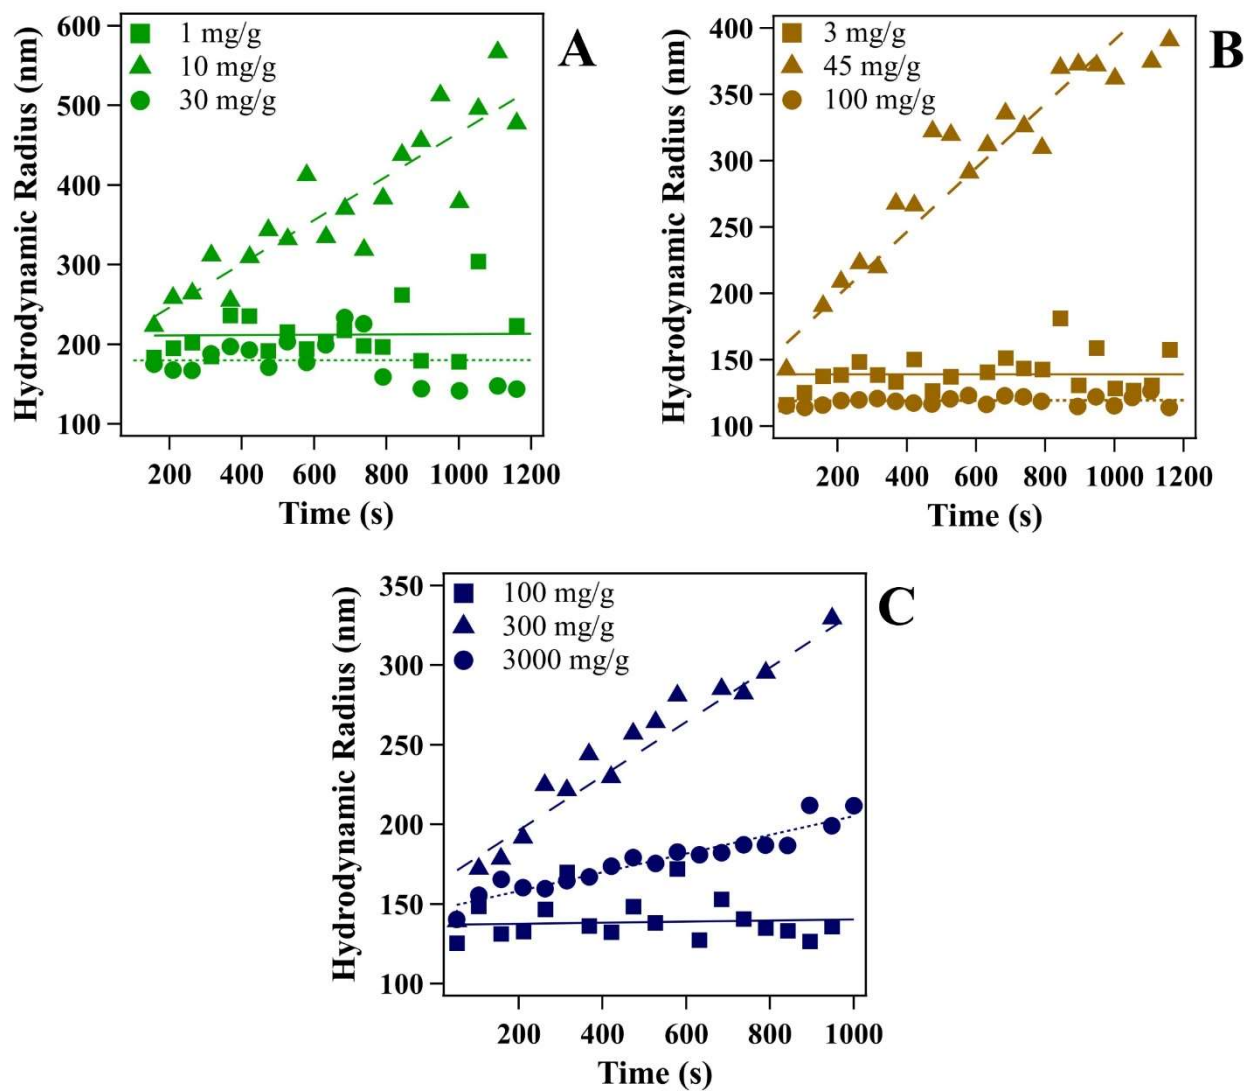 A
1 mg/g
10 mg/g
30 mg/g
Hydrodynamic Radius (nm)
600
500
400
300
200
100
200 400 600 800 1000 1200
Time (s)
B
3 mg/g
45 mg/g
100 mg/g
Hydrodynamic Radius (nm)
400
350
300
250
200
150
100
200 400 600 800 1000 1200
Time (s)
C
100 mg/g
300 mg/g
3000 mg/g
Hydrodynamic Radius (nm)
350
300
250
200
150
100
200 400 600 800 1000
Time (s)